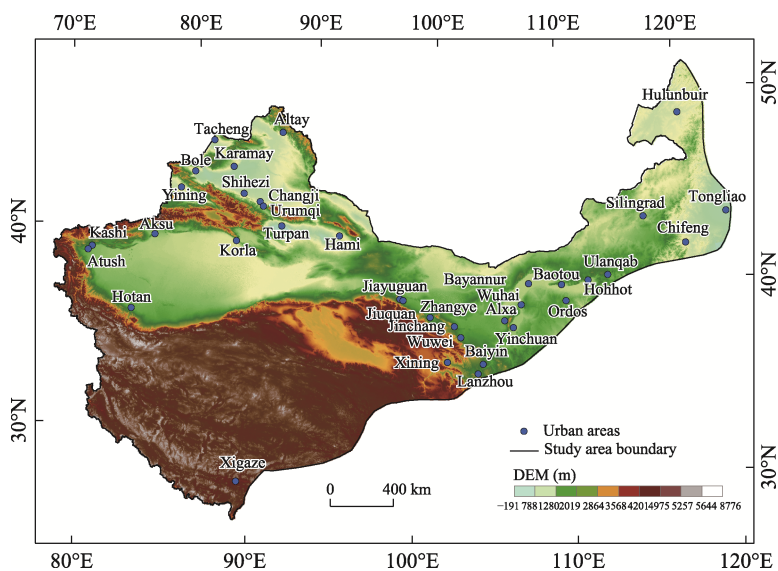 70°E 80°E 90°E 100°E 110°E 120°E
50°N
Hulunbuir
Altay
Tacheng
Karamay
Bole
Shihezi
Yining
Changji
Urumqi
Silingrad
Tongliao
40°N
Aksu
Kashi
Turpan
Chifeng
Korla
Hami
Atush
Ulanqab
40°N
Bayannur
Baotou
Jiayuguan
Hohhot
Hotan
Wuhai
Zhangye
Alxa
Ordos
Jiuquan
Jinchang
Yinchuan
Wuwei
Baiyin
Xining
Lanzhou
30°N
Urban areas
Study area boundary
Xigaze
30°N
DEM (m)
0 400 km
−191 788 1280 2019 2864 3568 4201 4975 5257 5644 8776
80°E 90°E 100°E 110°E 120°E